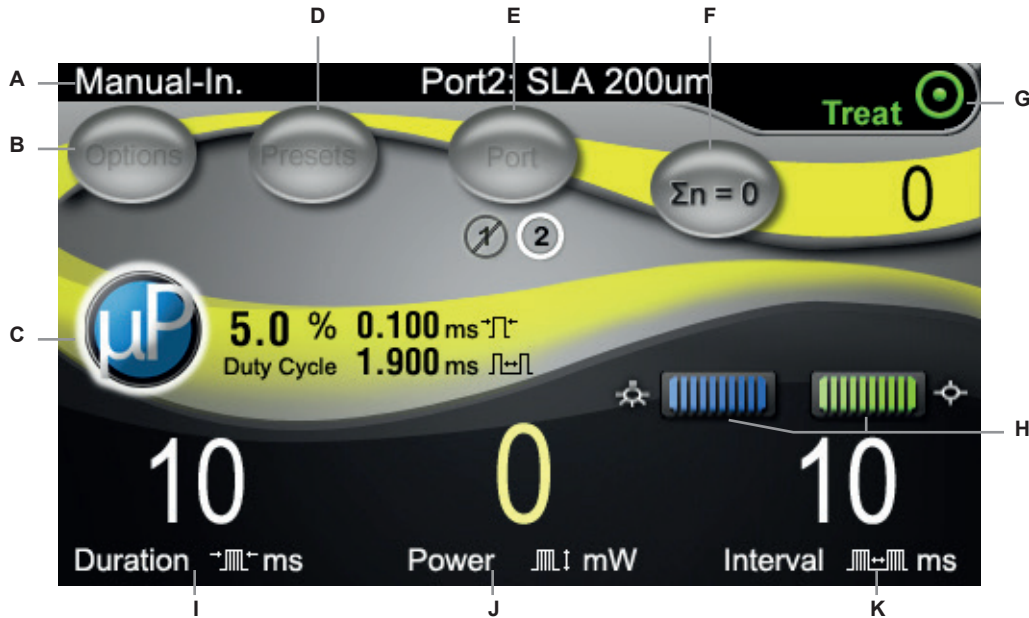 D E F
A Manual-In. Port2: SLA 200um
Treat G
B Options Presets Port
Σn = 0 0
1 2
C µP 5.0 % 0.100 ms
Duty Cycle 1.900 ms
H
10 0 10
Duration ms Power mW Interval ms
I J K